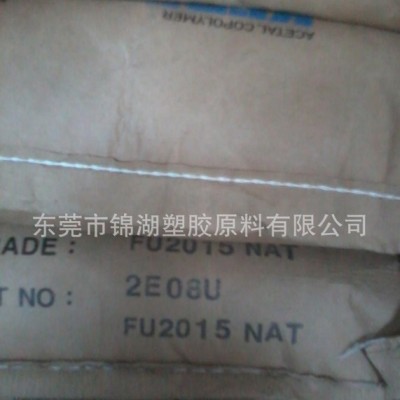 ACETAL COPOLYMER
东莞市锦湖塑胶原料有限公司
RADE : FU2015 NAT
T NO : 2E08U
FU2015 NAT